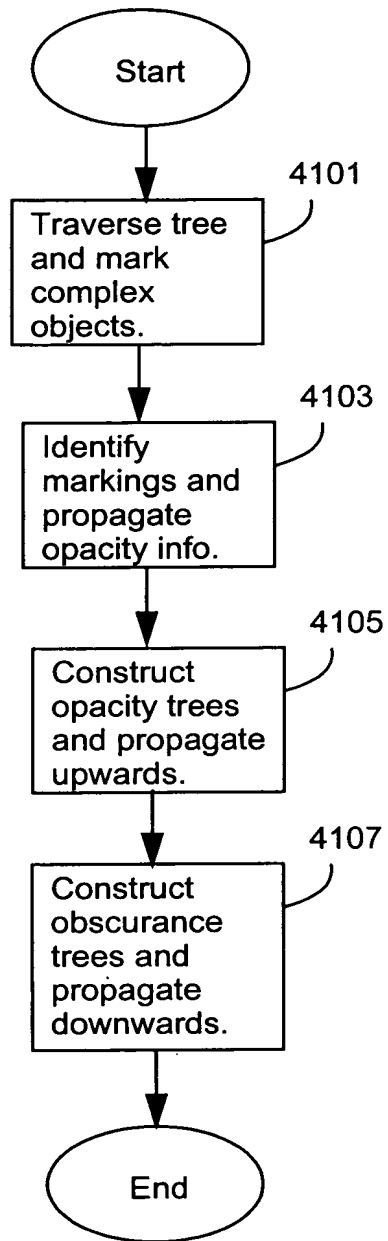 Start
4101
Traverse tree
and mark
complex
objects.
4103
Identify
markings and
propagate
opacity info.
4105
Construct
opacity trees
and propagate
upwards.
4107
Construct
obscurance
trees and
propagate
downwards.
End